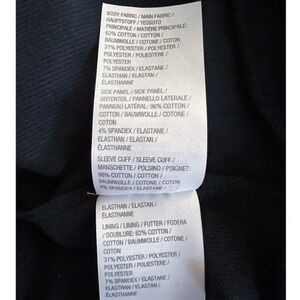 BODY FABRIC / MAIN FABRIC /
HAUPTSTOFF / TESSUTO
PRINCIPALE / MATIÈRE PRINCIPALE:
62% COTTON / COTTON /
BAUMWOLLE / COTONE / COTON
31% POLYESTER / POLYESTER /
POLYESTER / POLIESTERE /
POLYESTER
7% SPANDEX / ELASTANE /
ELASTHAN / ELASTAN /
ÉLASTHANNE
SIDE PANEL / SIDE PANEL /
SEITENTEIL / PANNELLO LATERALE /
PANNEAU LATÉRAL: 96% COTTON /
COTTON / BAUMWOLLE / COTONE /
COTON
4% SPANDEX / ELASTANE /
ELASTHAN / ELASTAN /
ÉLASTHANNE
SLEEVE CUFF / SLEEVE CUFF /
MANSCHETTE / POLSINO / POIGNET:
96% COTTON / COTTON /
BAUMWOLLE / COTONE / COTON
4% SPANDEX / ELASTANE /
ELASTHAN / ELASTAN /
ÉLASTHANNE
LINING / LINING / FUTTER / FODERA
/ DOUBLURE: 62% COTTON /
COTTON / BAUMWOLLE / COTONE /
COTON
31% POLYESTER / POLYESTER /
POLYESTER / POLIESTERE /
POLYESTER
7% SPANDEX / ELASTANE /
ELASTHAN / ELASTAN /